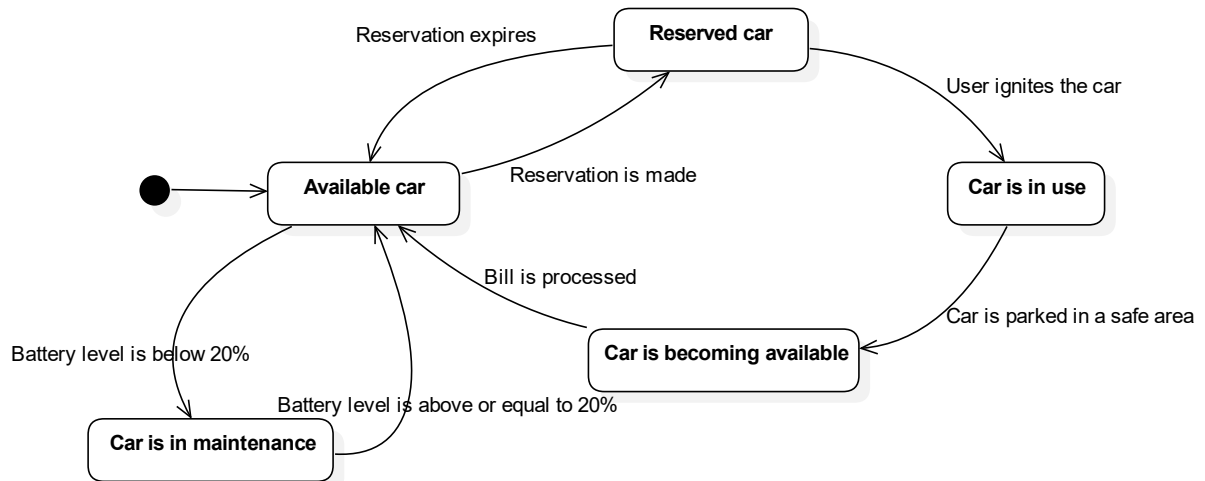 Reserved car
Reservation expires
User ignites the car
Reservation is made
Available car
Car is in use
Bill is processed
Car is parked in a safe area
Car is becoming available
Battery level is below 20%
Battery level is above or equal to 20%
Car is in maintenance